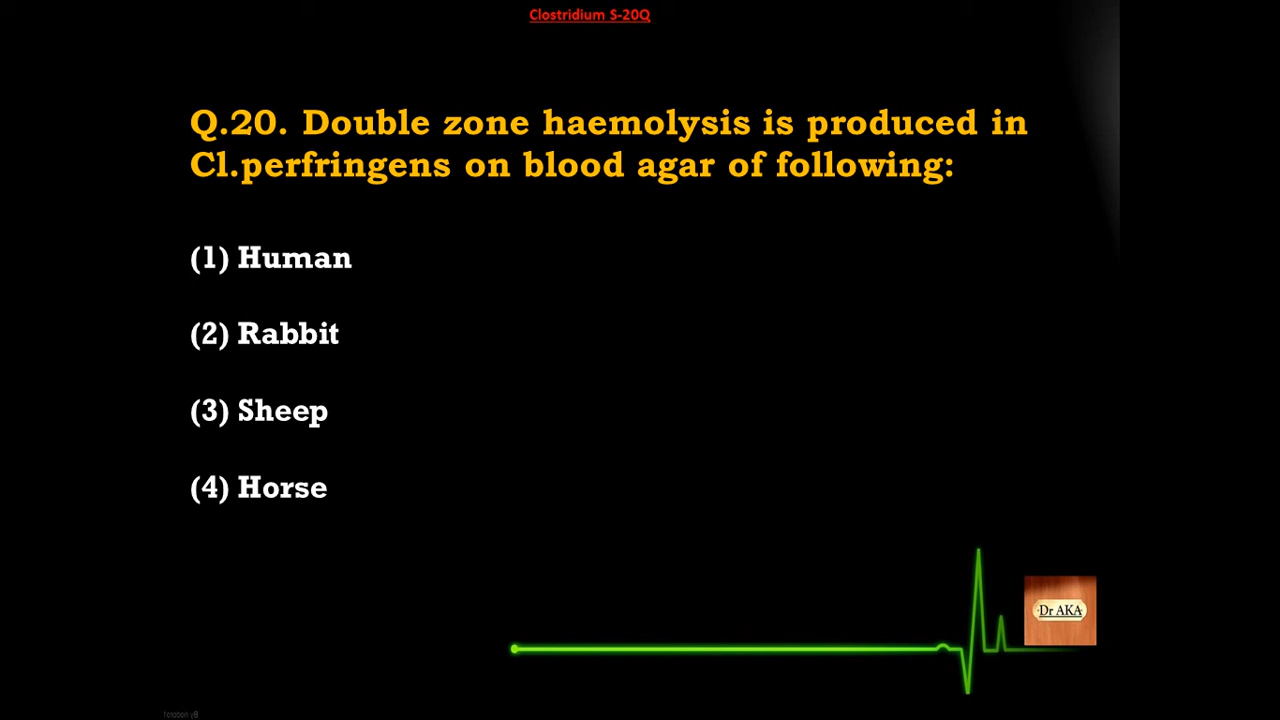 Clostridium S-20Q
Q.20. Double zone haemolysis is produced in
Cl.perfringens on blood agar of following:
(1) Human
(2) Rabbit
(3) Sheep
(4) Horse
Dr AKA